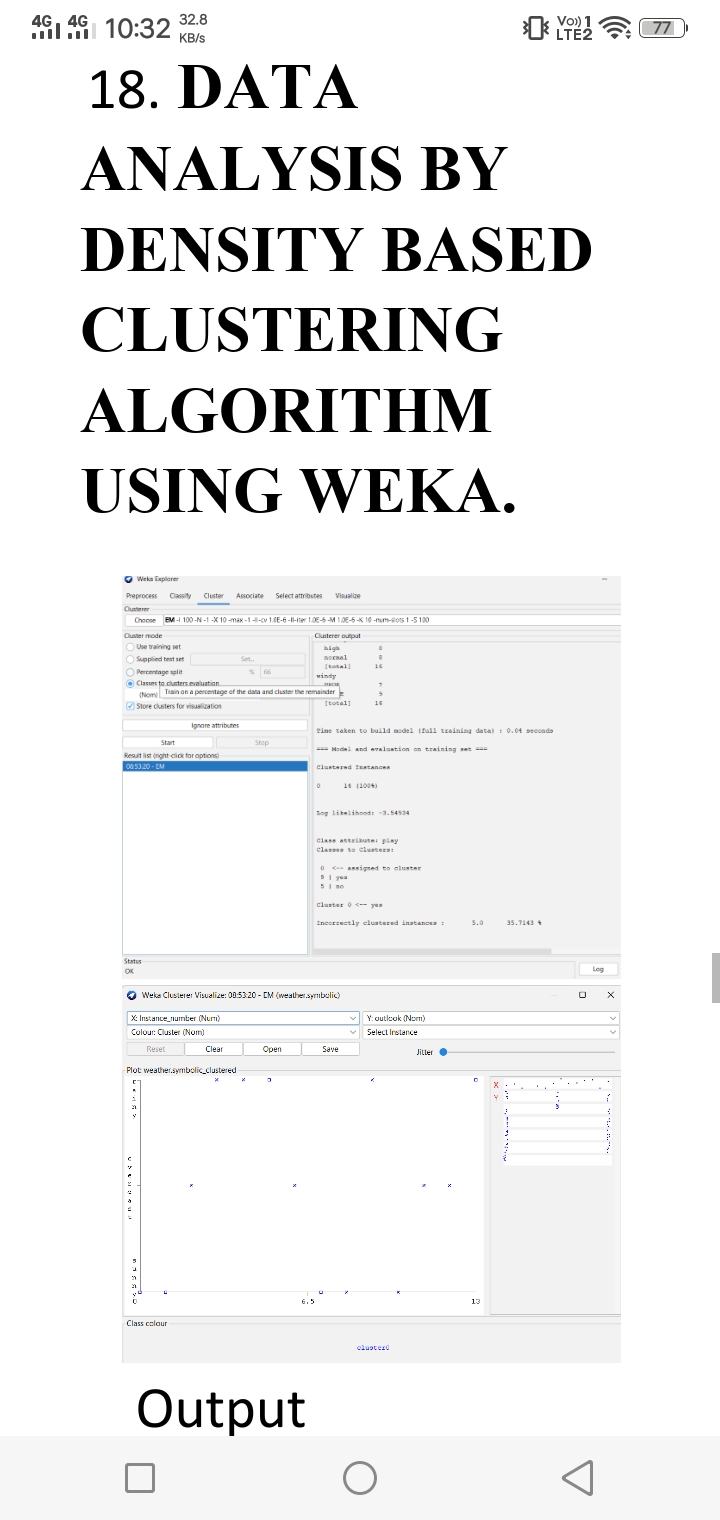 4G 4G 10:32 32.8 KB/s Vo)) 1 LTE2 77
18. DATA
ANALYSIS BY
DENSITY BASED
CLUSTERING
ALGORITHM
USING WEKA.
Weka Explorer
Preprocess Classify Cluster Associate Select attributes Visualize
Clusterer
Choose EM -I 100 -N -1 -X 10 -max -1 -ll-cv 1.0E-6 -ll-iter 1.0E-6 -M 1.0E-6 -K 10 -num-slots 1 -S 100
Cluster mode
Use training set
Supplied test set Set...
Percentage split % 66
Classes to clusters evaluation
(Nom) Train on a percentage of the data and cluster the remainder
Store clusters for visualization
Ignore attributes
Start Stop
Result list (right-click for options)
08:53:20 - EM
Clusterer output
high 8
normal 8
[total] 16
windy
7
9
[total] 16
Time taken to build model (full training data) : 0.04 seconds
=== Model and evaluation on training set ===
Clustered Instances
0 14 (100%)
Log likelihood: -3.54934
Class attribute: play
Classes to Clusters:
0 <-- assigned to cluster
9 | yes
5 | no
Cluster 0 <-- yes
Incorrectly clustered instances : 5.0 35.7143 %
Status
OK
Log
Weka Clusterer Visualize: 08:53:20 - EM (weather.symbolic)
X: Instance_number (Num) Y: outlook (Nom)
Colour: Cluster (Nom) Select Instance
Reset Clear Open Save Jitter
Plot: weather.symbolic_clustered
X
Y
rainy
overcast
sunny
0 6.5 13
Class colour
cluster0
Output